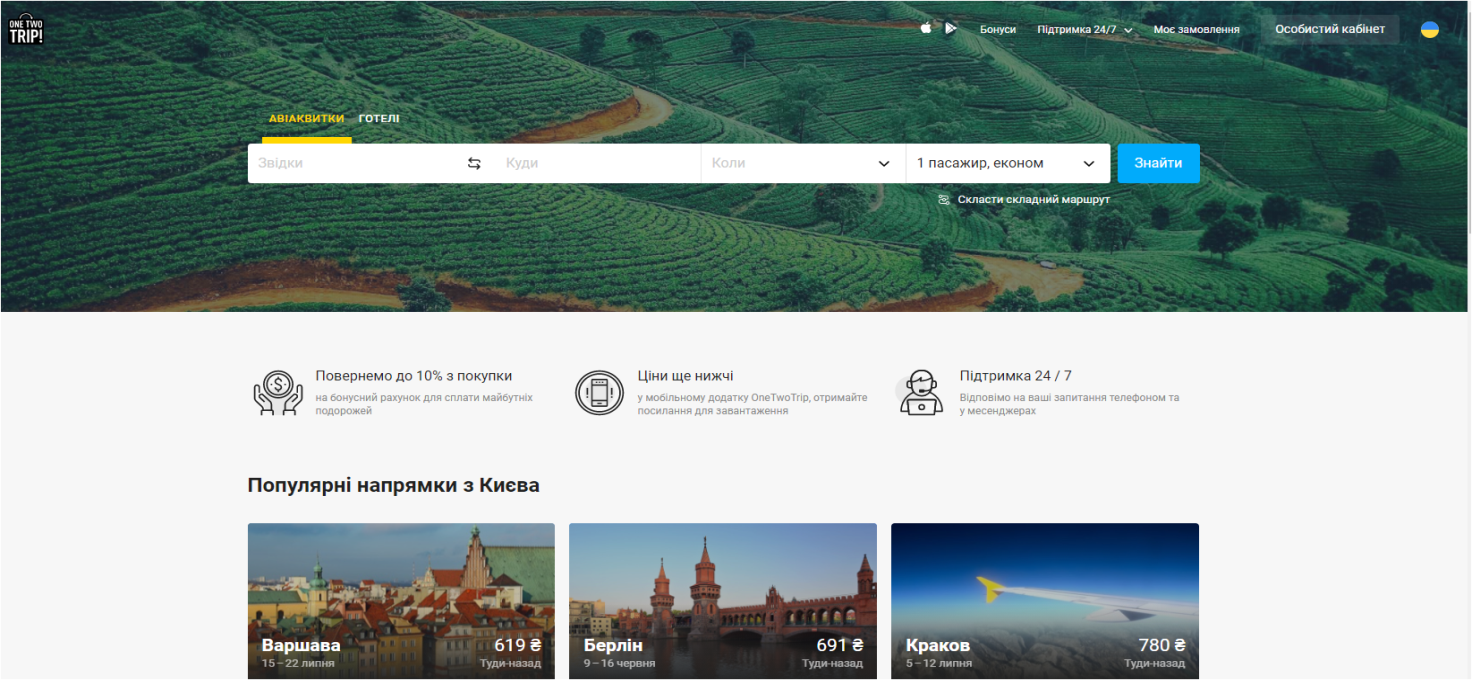 ONE TWO
TRIP!
Бонуси
Підтримка 24/7
Моє замовлення
Особистий кабінет
АВІАКВИТКИ
ГОТЕЛІ
Звідки
Куди
Коли
1 пасажир, економ
Знайти
Скласти складний маршрут
Повернемо до 10% з покупки
на бонусний рахунок для сплати майбутніх
подорожей
Ціни ще нижчі
у мобільному додатку OneTwoTrip, отримайте
посилання для завантаження
Підтримка 24 / 7
Відповімо на ваші запитання телефоном та
у месенджерах
Популярні напрямки з Києва
Варшава
619 ₴
15 – 22 липня
Туди-назад
Берлін
691 ₴
9 – 16 червня
Туди-назад
Краков
780 ₴
5 – 12 липня
Туди-назад